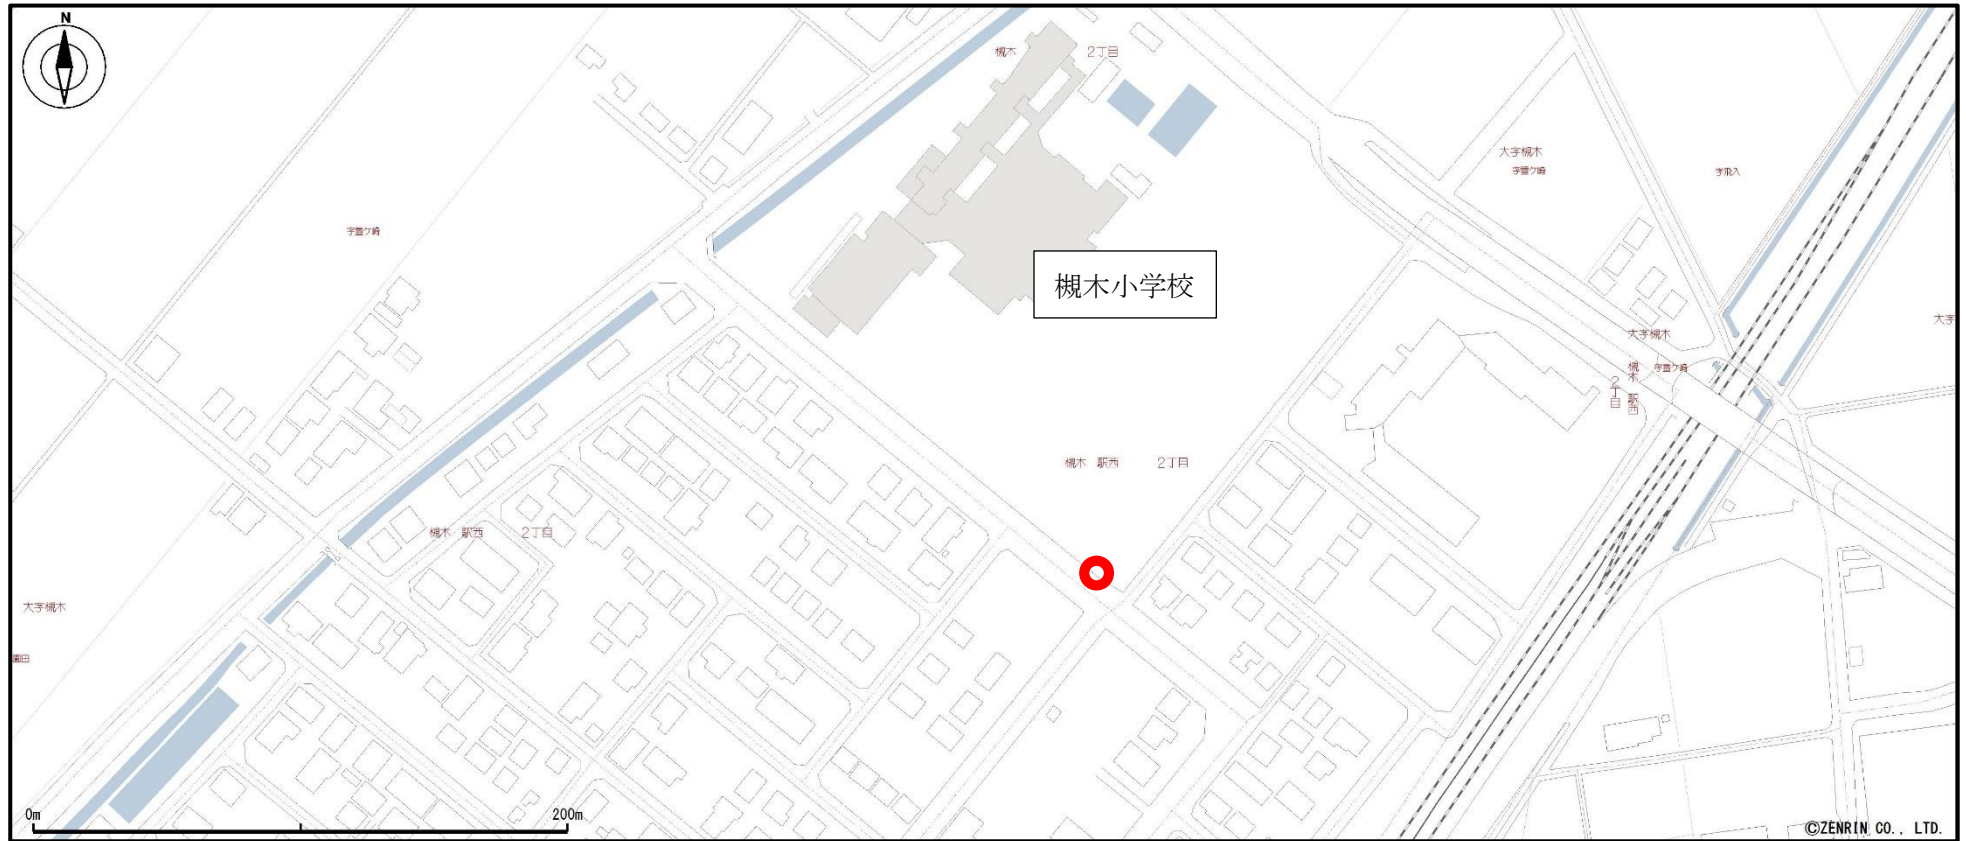 N
槻木 2丁目
大字槻木
字葛ケ崎
字飛入
字葛ケ崎
槻木小学校
大字
大字槻木
字葛ケ崎
槻木 駅西 2丁目
槻木 駅西 2丁目
槻木 駅西 2丁目
大字槻木
0m 200m
©ZENRIN CO., LTD.